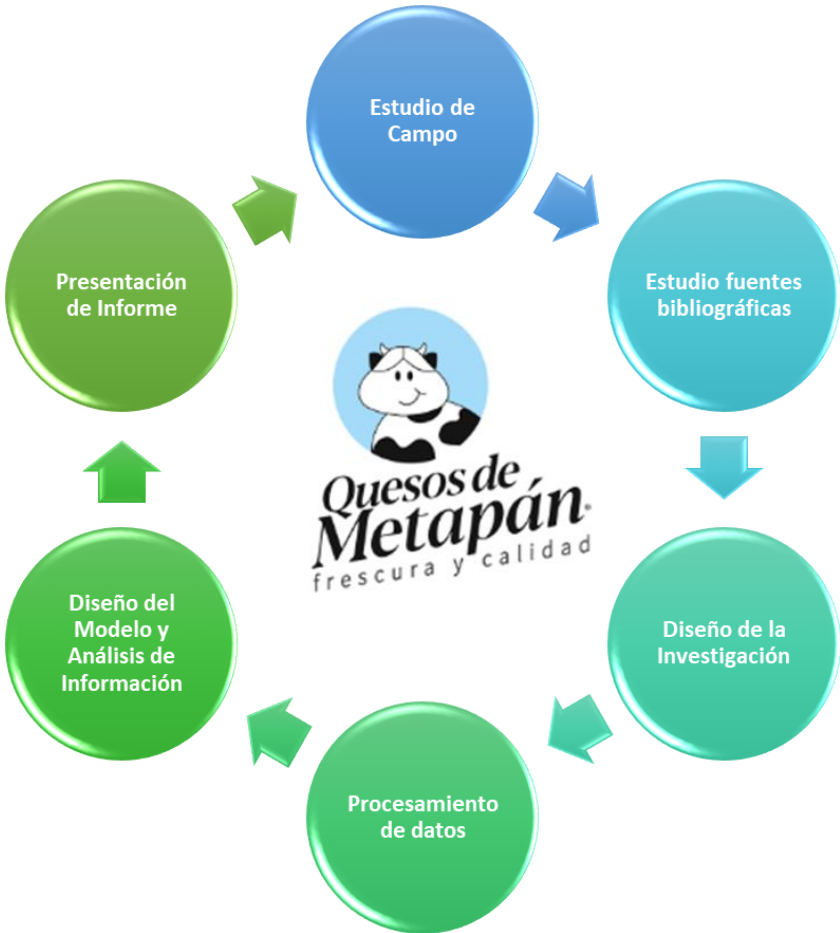 Estudio de
Campo
Estudio fuentes
bibliográficas
Diseño de la
Investigación
Procesamiento
de datos
Diseño del
Modelo y
Análisis de
Información
Presentación
de Informe
Quesos de
Metapán®
frescura y calidad